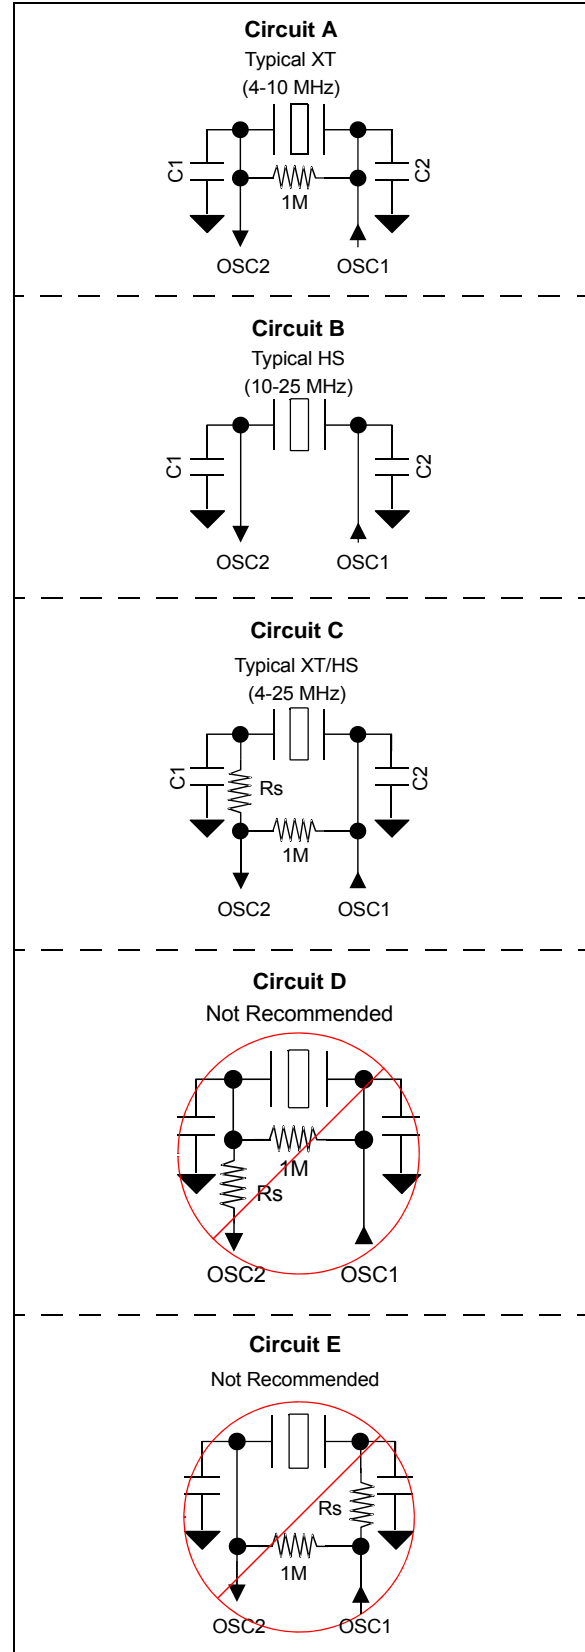 Circuit A
Typical XT
(4-10 MHz)
C1
C2
1M
OSC2 OSC1
Circuit B
Typical HS
(10-25 MHz)
C1
C2
OSC2 OSC1
Circuit C
Typical XT/HS
(4-25 MHz)
C1
Rs
C2
1M
OSC2 OSC1
Circuit D
Not Recommended
1M
Rs
OSC2 OSC1
Circuit E
Not Recommended
Rs
1M
OSC2 OSC1